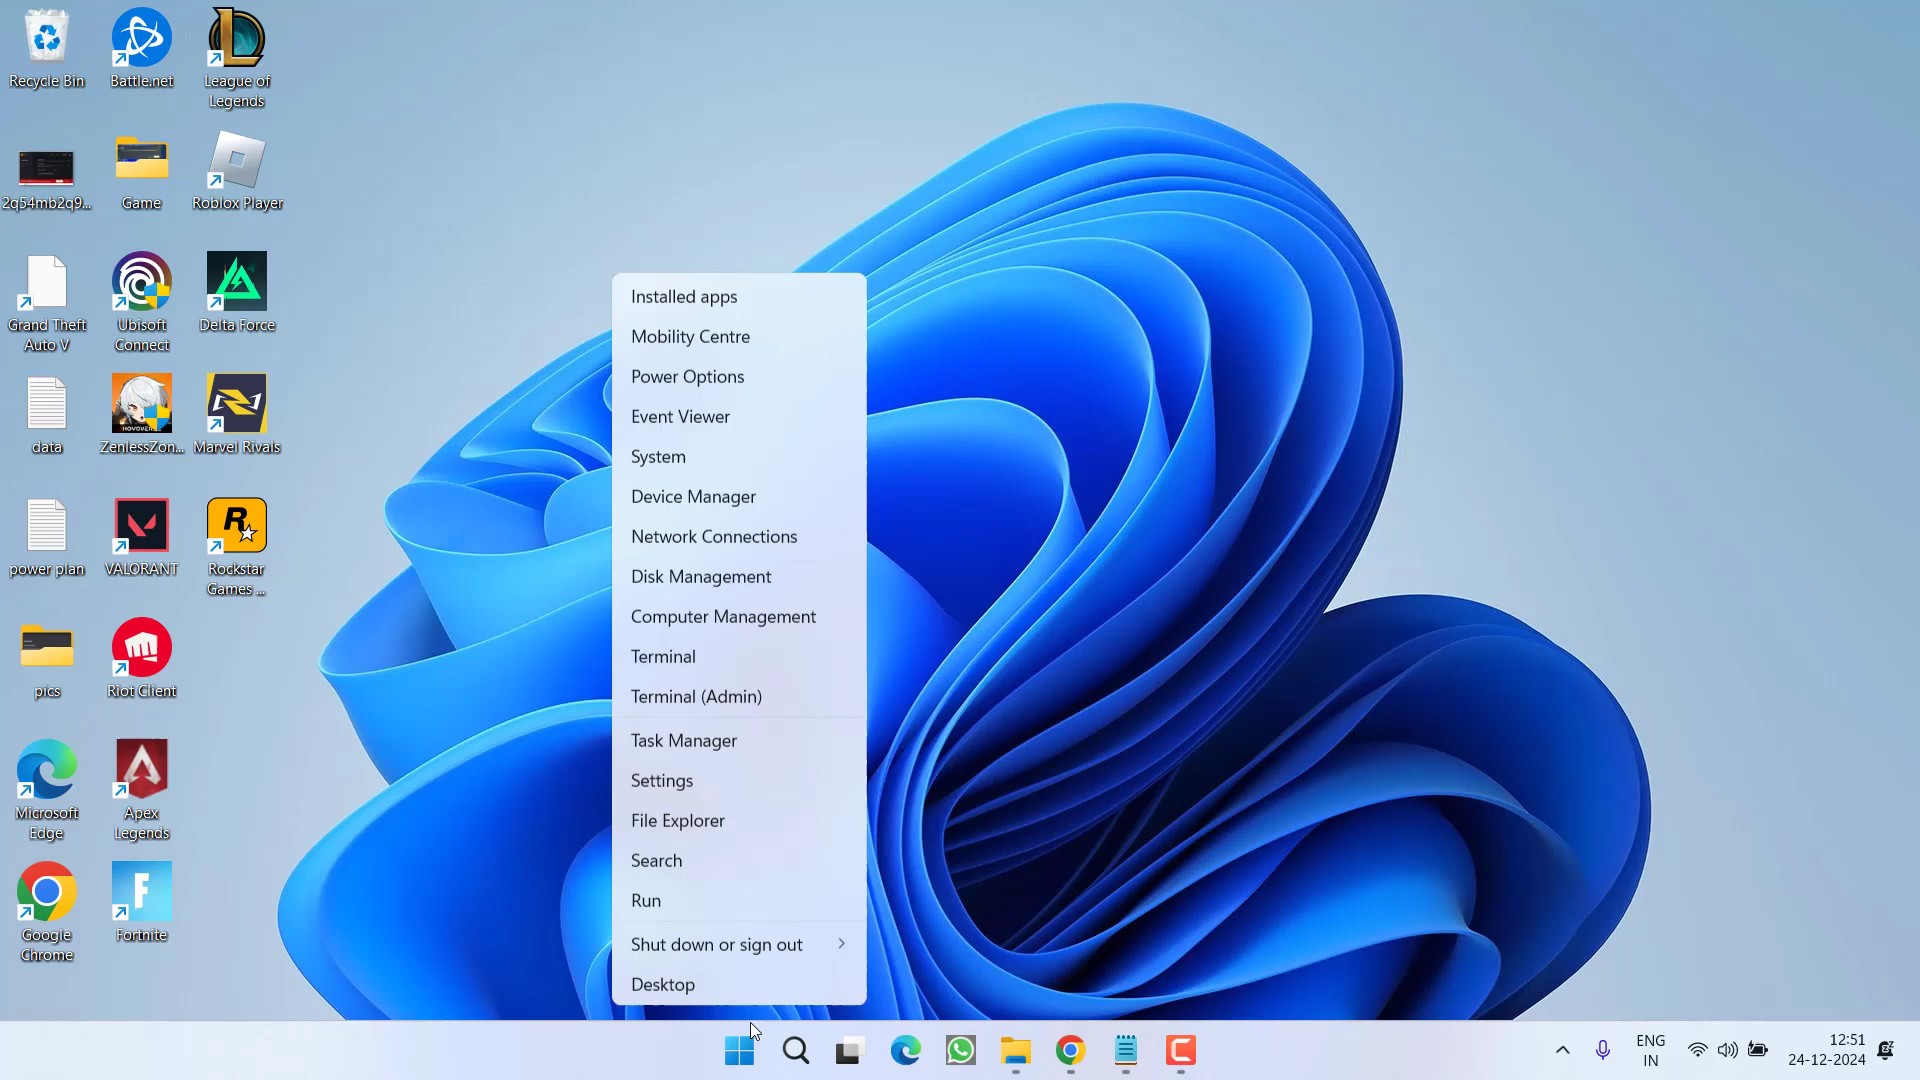 Recycle Bin
Battle.net
League of
Legends
2q54mb2q9...
Game
Roblox Player
Grand Theft
Auto V
Ubisoft
Connect
Delta Force
data
ZenlessZon...
Marvel Rivals
power plan
VALORANT
Rockstar
Games ...
pics
Riot Client
Microsoft
Edge
Apex
Legends
Google
Chrome
Fortnite
Installed apps
Mobility Centre
Power Options
Event Viewer
System
Device Manager
Network Connections
Disk Management
Computer Management
Terminal
Terminal (Admin)
Task Manager
Settings
File Explorer
Search
Run
Shut down or sign out
Desktop
ENG
IN
12:51
24-12-2024